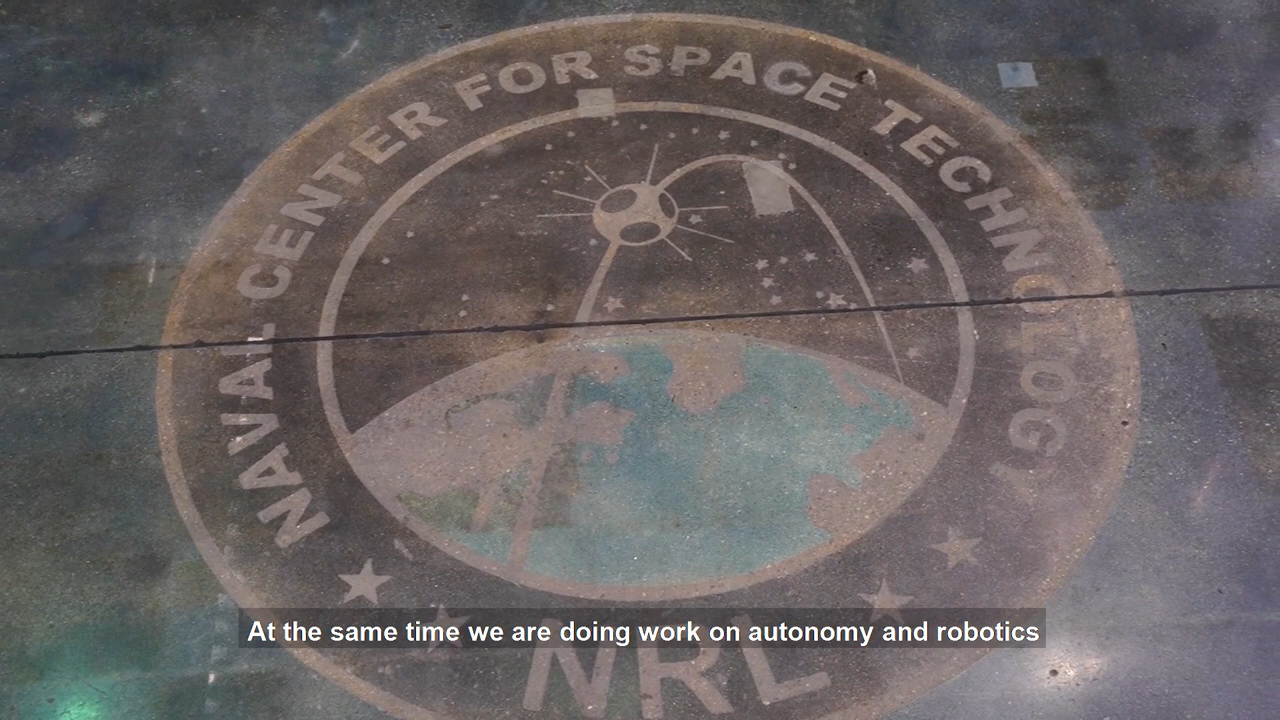 NAVAL CENTER FOR SPACE TECHNOLOGY
NRL
At the same time we are doing work on autonomy and robotics